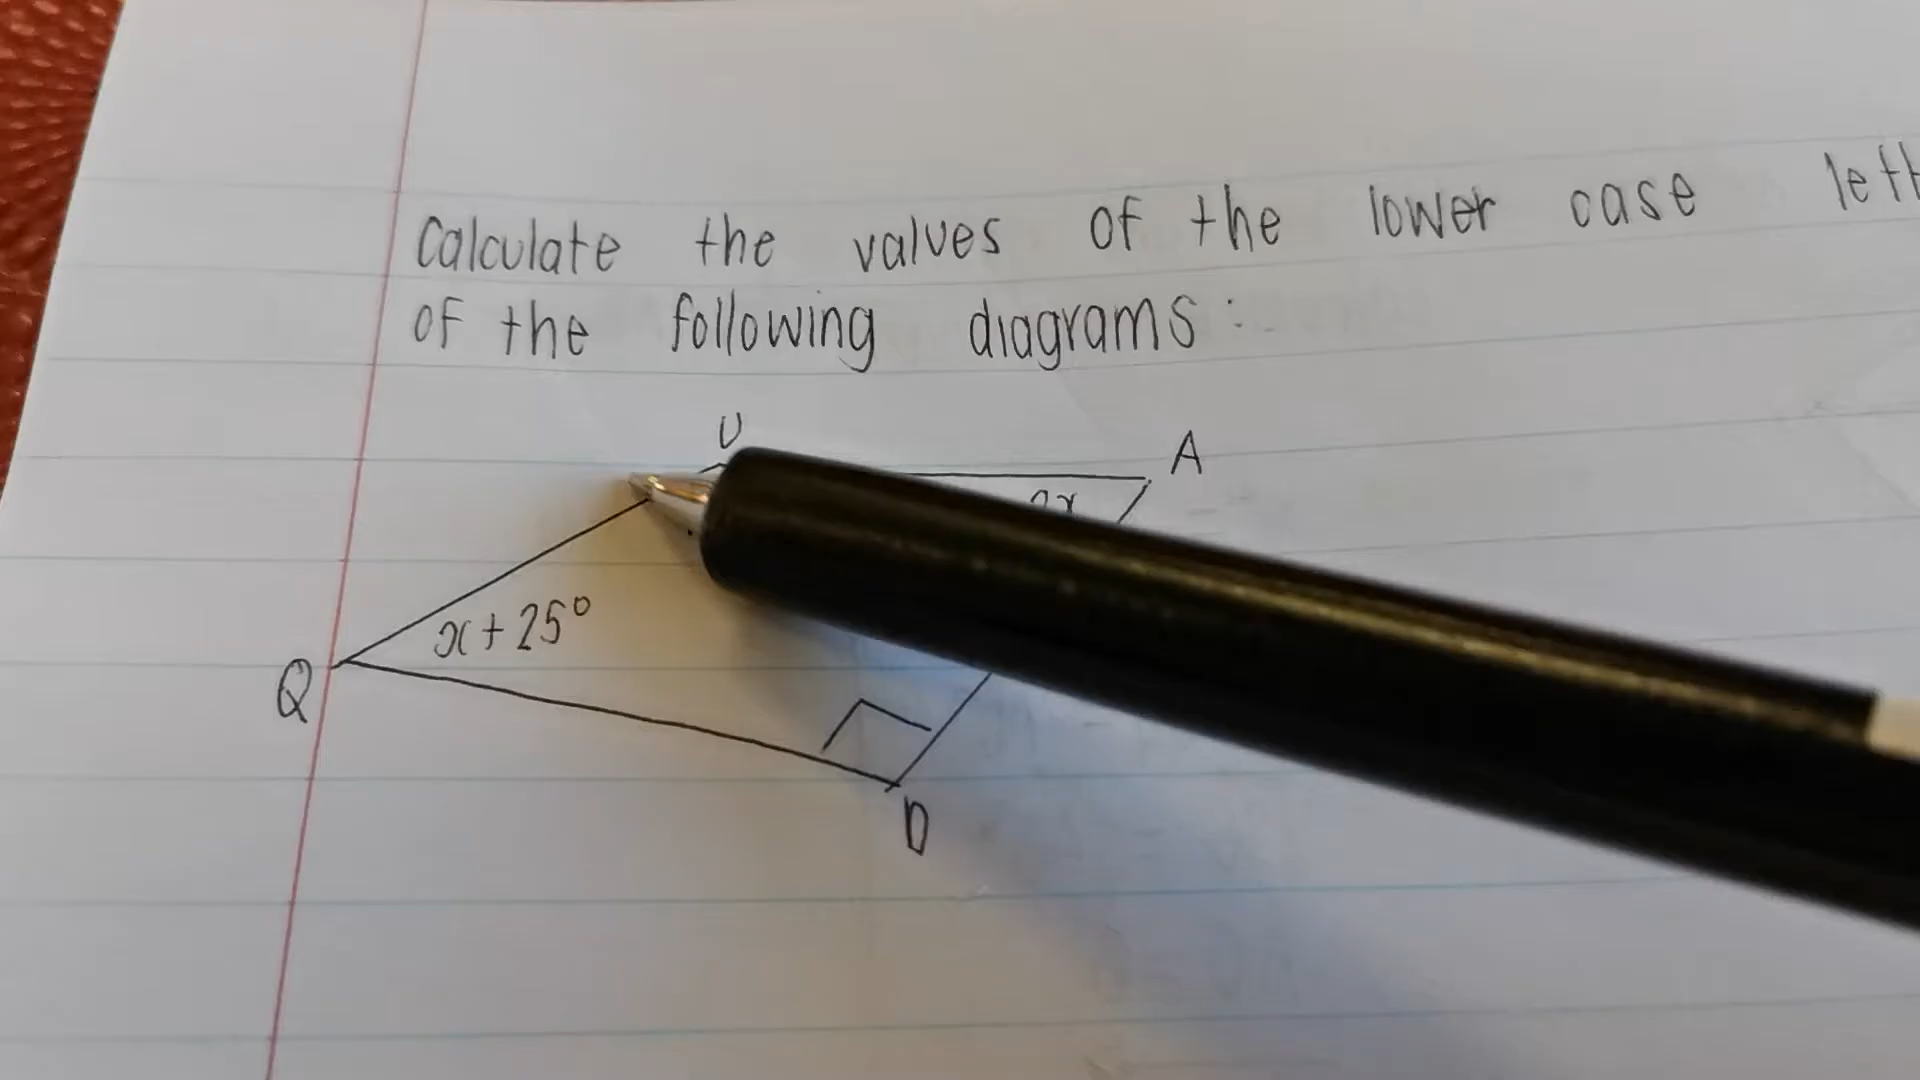 Calculate the values of the lower case
of the following diagrams:
U
A
x + 25°
Q
D